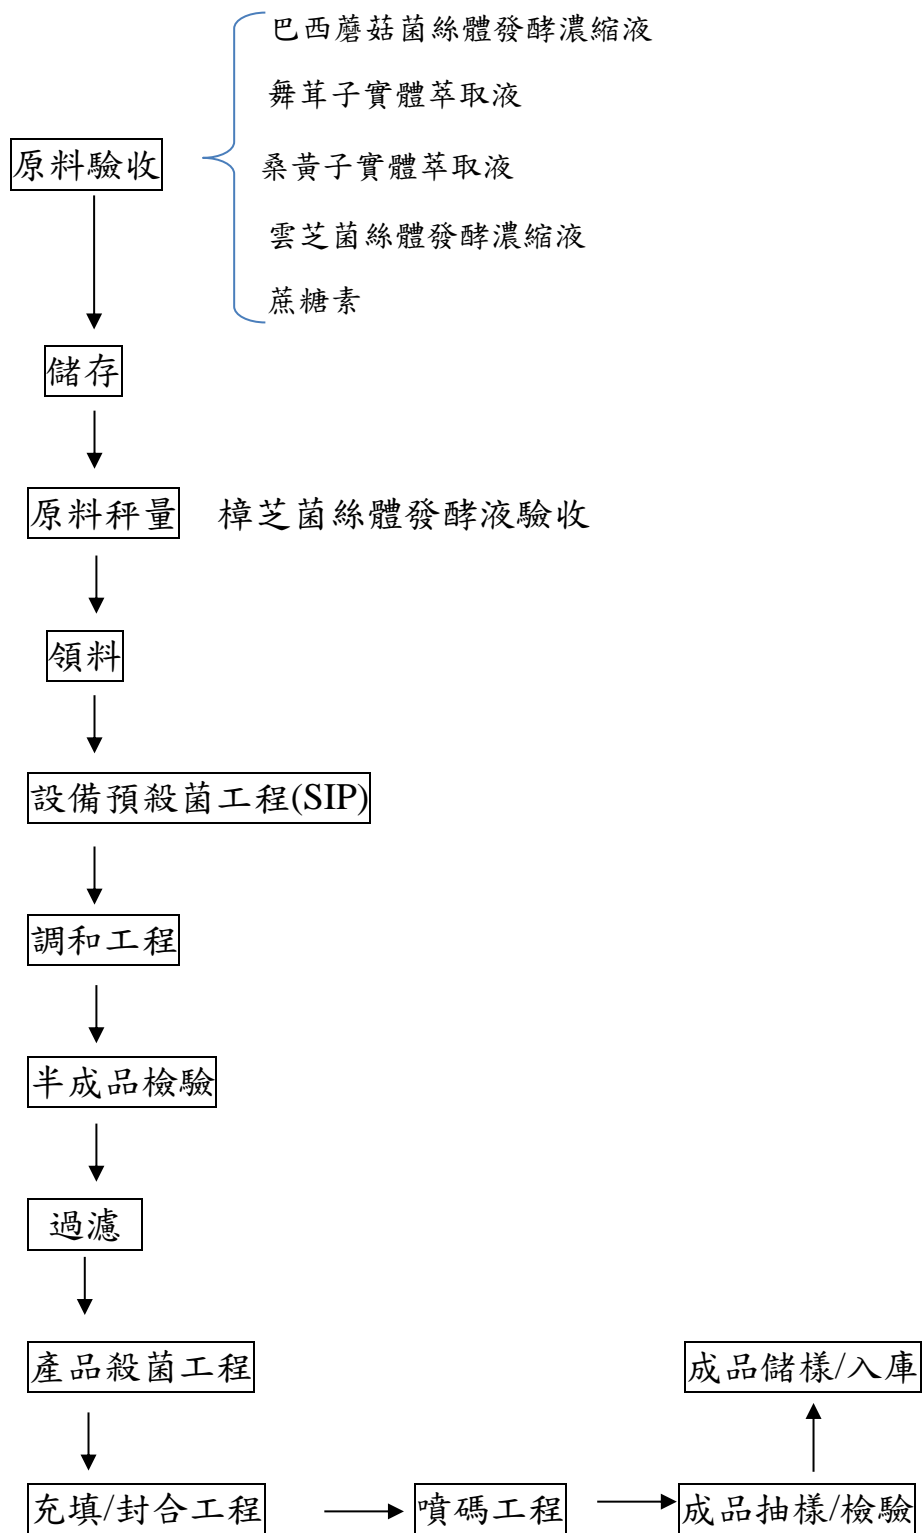 巴西蘑菇菌絲體發酵濃縮液
舞茸子實體萃取液
原料驗收
桑黃子實體萃取液
雲芝菌絲體發酵濃縮液
蔗糖素
儲存
原料秤量 樟芝菌絲體發酵液驗收
領料
設備預殺菌工程(SIP)
調和工程
半成品檢驗
過濾
產品殺菌工程
成品儲樣/入庫
充填/封合工程
噴碼工程
成品抽樣/檢驗